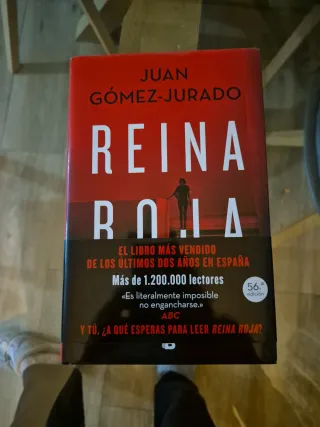 JUAN
GÓMEZ-JURADO
REINA
ROJA
EL LIBRO MÁS VENDIDO
DE LOS ÚLTIMOS DOS AÑOS EN ESPAÑA
Más de 1.200.000 lectores
«Es literalmente imposible
no engancharse.»
ABC
56.ª
edición
Y TÚ, ¿A QUÉ ESPERAS PARA LEER REINA ROJA?